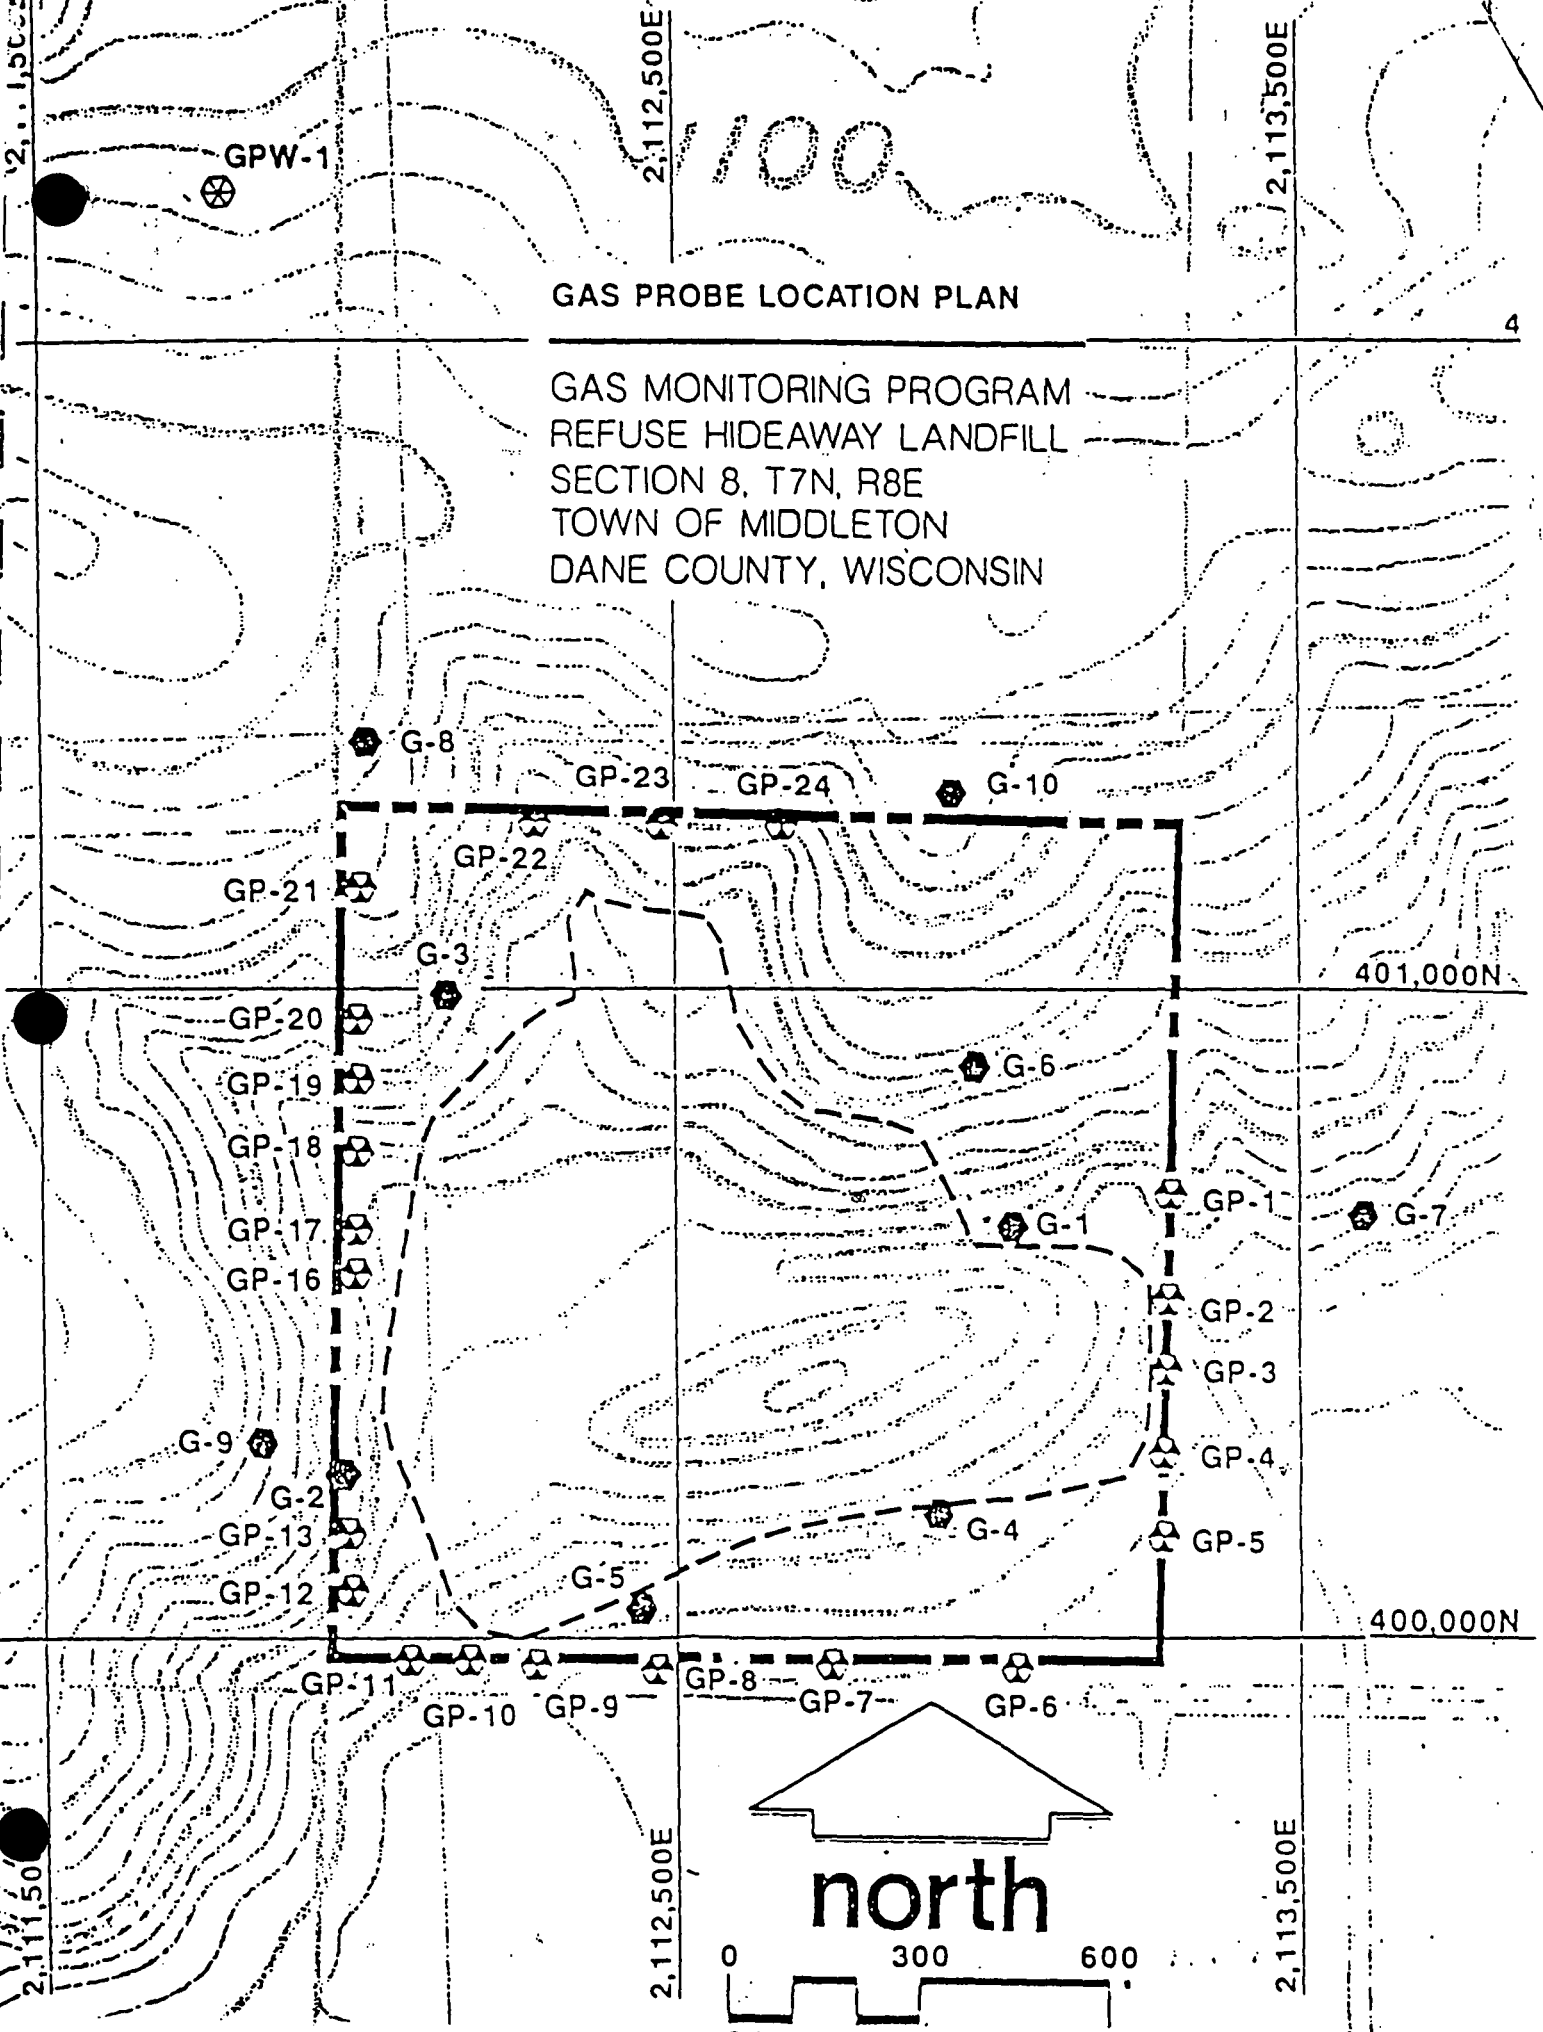 2,112,500E
2,113,500E
1100
GPW-1
GAS PROBE LOCATION PLAN
4
GAS MONITORING PROGRAM
REFUSE HIDEAWAY LANDFILL
SECTION 8, T7N, R8E
TOWN OF MIDDLETON
DANE COUNTY, WISCONSIN
G-8
GP-23
GP-24
G-10
GP-22
GP-21
G-3
401,000N
GP-20
G-6
GP-19
GP-18
GP-1
G-7
GP-17
G-1
GP-16
GP-2
GP-3
G-9
GP-4
G-2
GP-13
G-4
GP-5
GP-12
G-5
400,000N
GP-11
GP-8
GP-10
GP-9
GP-7
GP-6
2,111,50
2,112,500E
2,113,500E
north
0 300 600